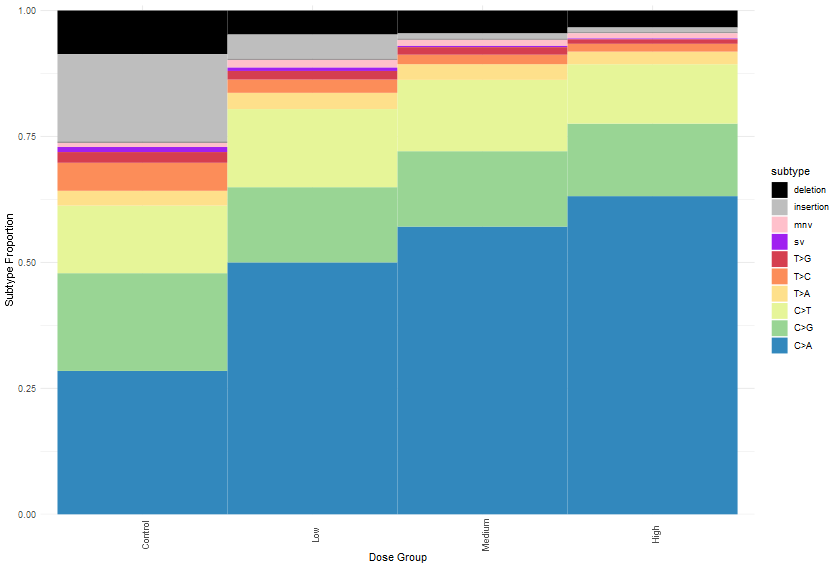 1.00
0.75
0.50
0.25
0.00
Subtype Proportion
Control
Low
Medium
High
Dose Group
subtype
deletion
insertion
mnv
sv
T>G
T>C
T>A
C>T
C>G
C>A